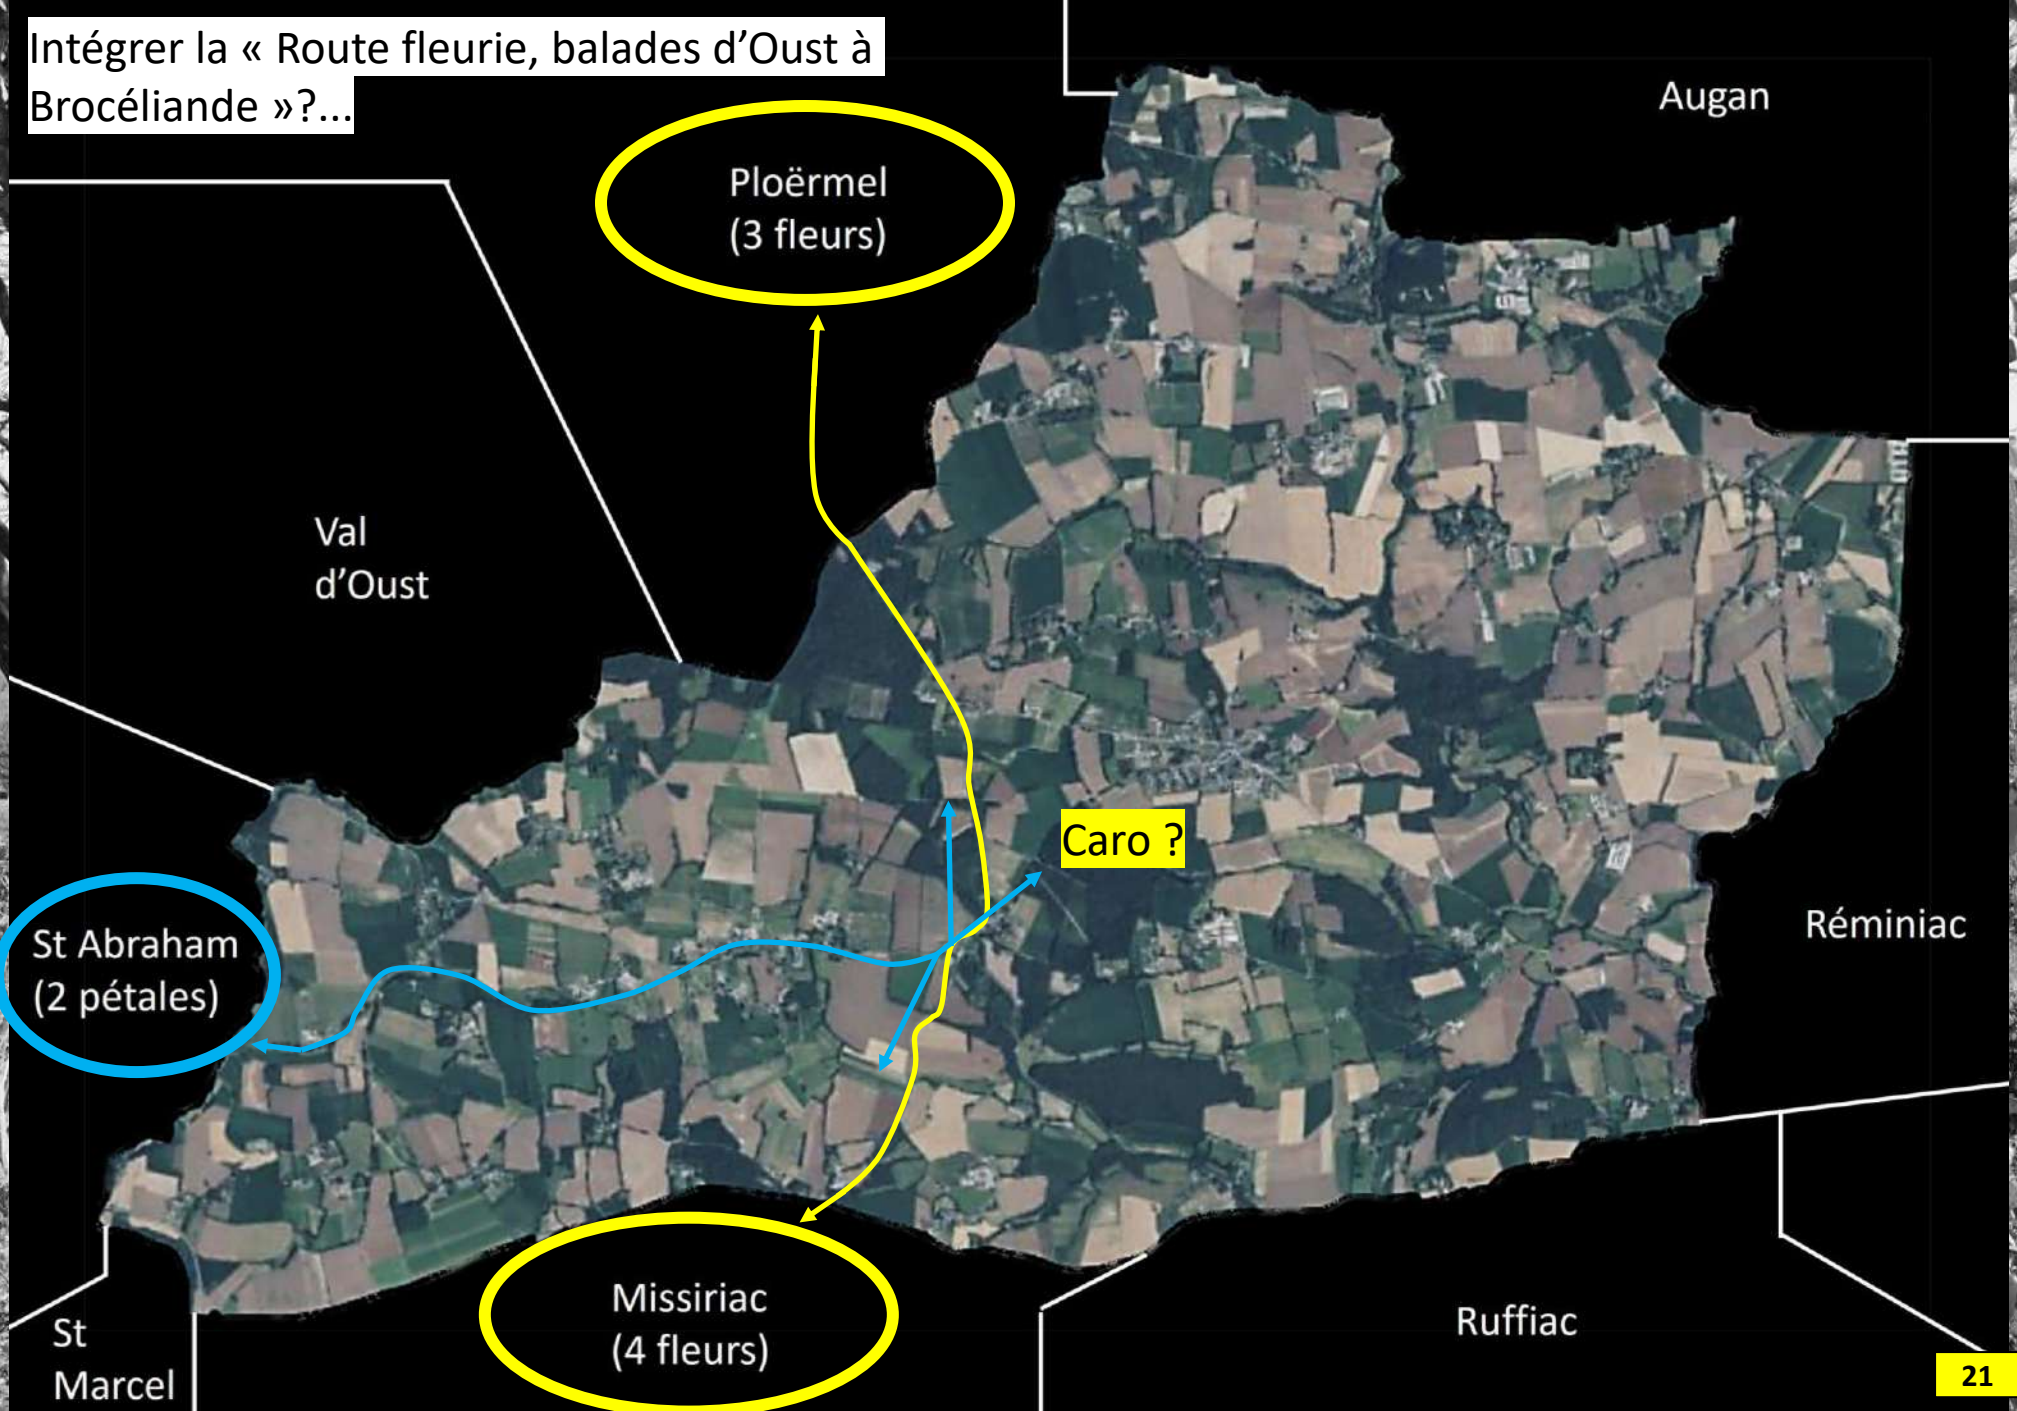 Intégrer la « Route fleurie, balades d’Oust à
Brocéliande »?...
Augan
Ploërmel
(3 fleurs)
Val
d’Oust
Caro ?
St Abraham
(2 pétales)
Réminiac
Missiriac
(4 fleurs)
Ruffiac
St
Marcel
21